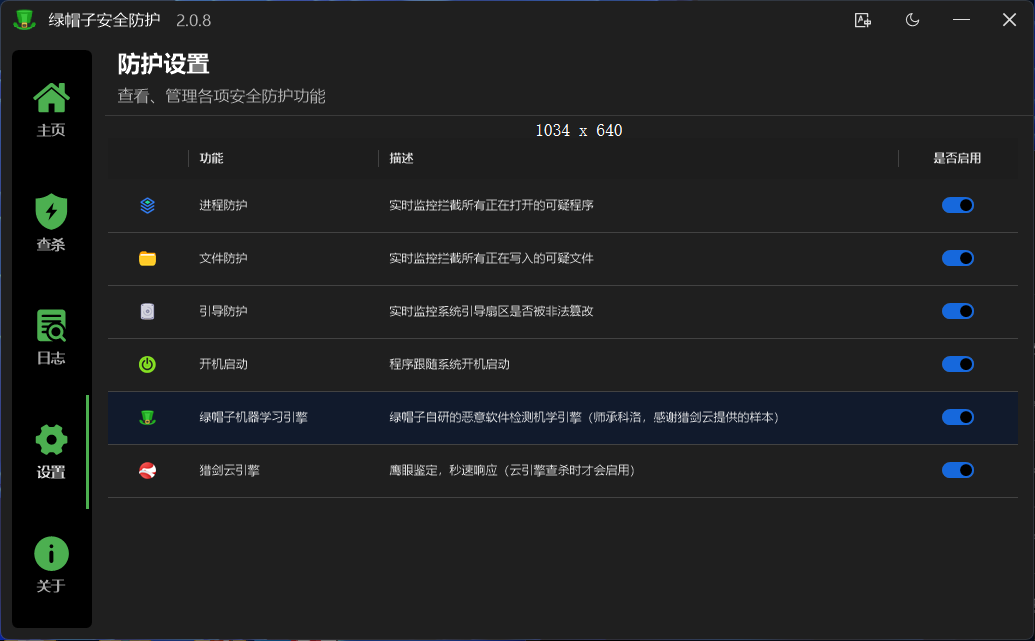 绿帽子安全防护 2.0.8
防护设置
查看、管理各项安全防护功能
1034 x 640
功能 描述 是否启用
进程防护 实时监控拦截所有正在打开的可疑程序
文件防护 实时监控拦截所有正在写入的可疑文件
引导防护 实时监控系统引导扇区是否被非法篡改
开机启动 程序跟随系统开机启动
绿帽子机器学习引擎 绿帽子自研的恶意软件检测机学引擎（师承科洛，感谢猎剑云提供的样本）
猎剑云引擎 鹰眼鉴定，秒速响应（云引擎查杀时才会启用）
主页
查杀
日志
设置
关于